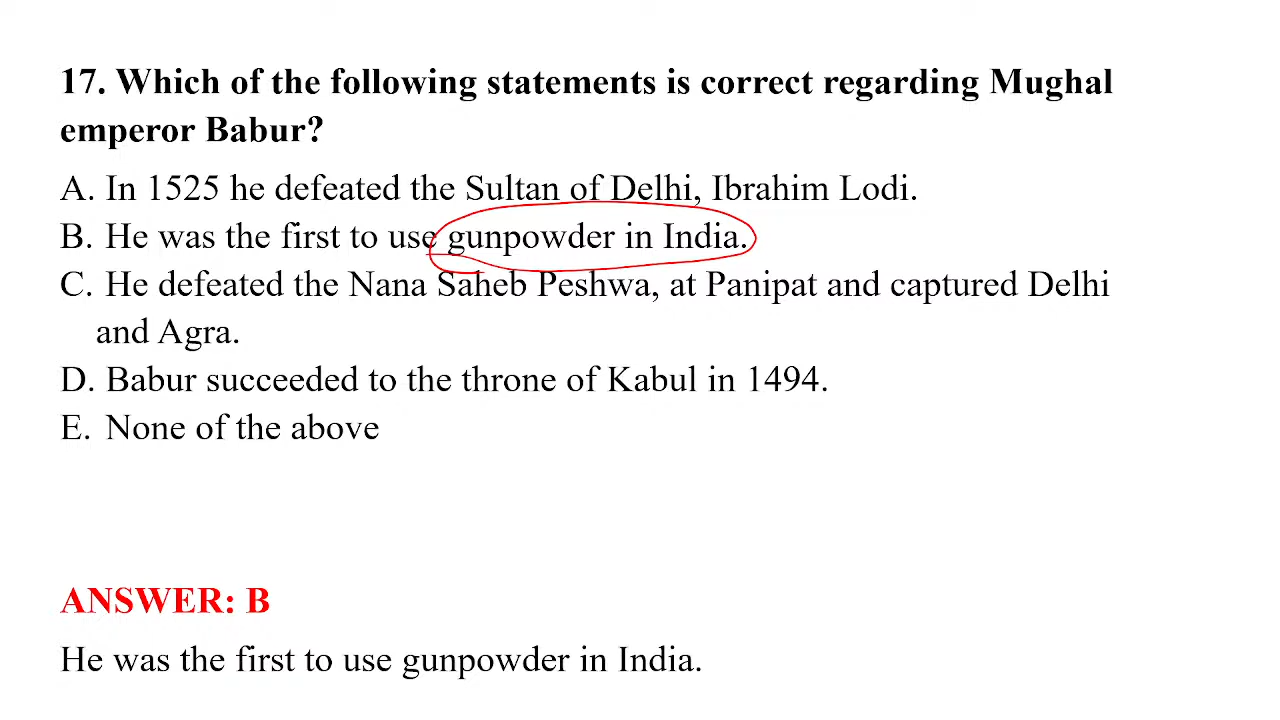 17. Which of the following statements is correct regarding Mughal
emperor Babur?
A. In 1525 he defeated the Sultan of Delhi, Ibrahim Lodi.
B. He was the first to use gunpowder in India.
C. He defeated the Nana Saheb Peshwa, at Panipat and captured Delhi
and Agra.
D. Babur succeeded to the throne of Kabul in 1494.
E. None of the above
ANSWER: B
He was the first to use gunpowder in India.